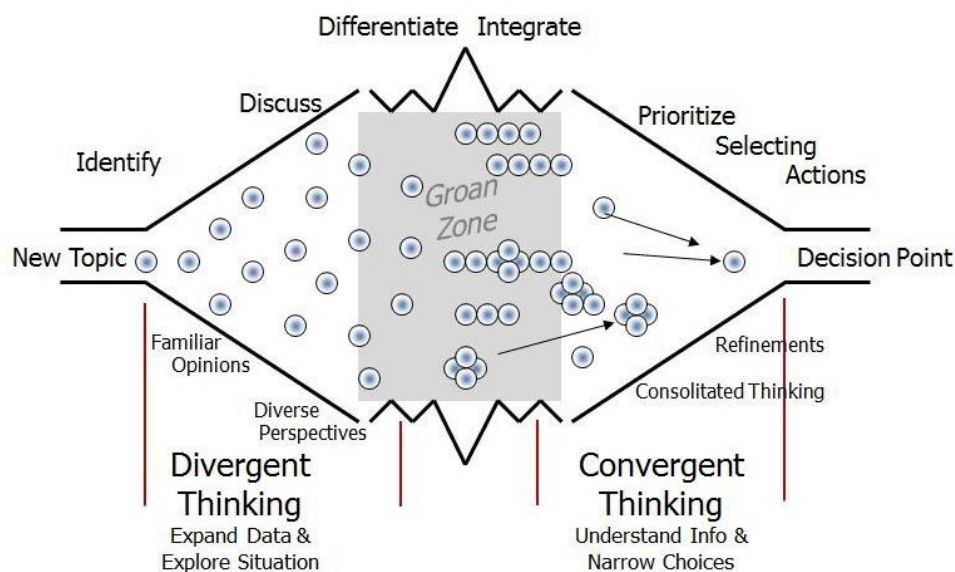 Differentiate Integrate
Discuss
Prioritize
Identify
Selecting
Actions
Groan
Zone
New Topic
Decision Point
Familiar
Opinions
Refinements
Diverse
Perspectives
Consolitated Thinking
Divergent
Thinking
Expand Data &
Explore Situation
Convergent
Thinking
Understand Info &
Narrow Choices